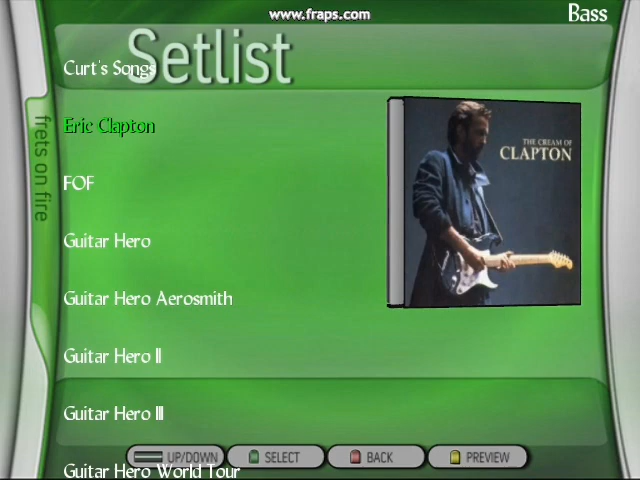 www.fraps.com
Bass
Setlist
Curt's Songs
Eric Clapton
THE CREAM OF
CLAPTON
frets on fire
FOF
Guitar Hero
Guitar Hero Aerosmith
Guitar Hero II
Guitar Hero III
UP/DOWN
SELECT
BACK
PREVIEW
Guitar Hero World Tour